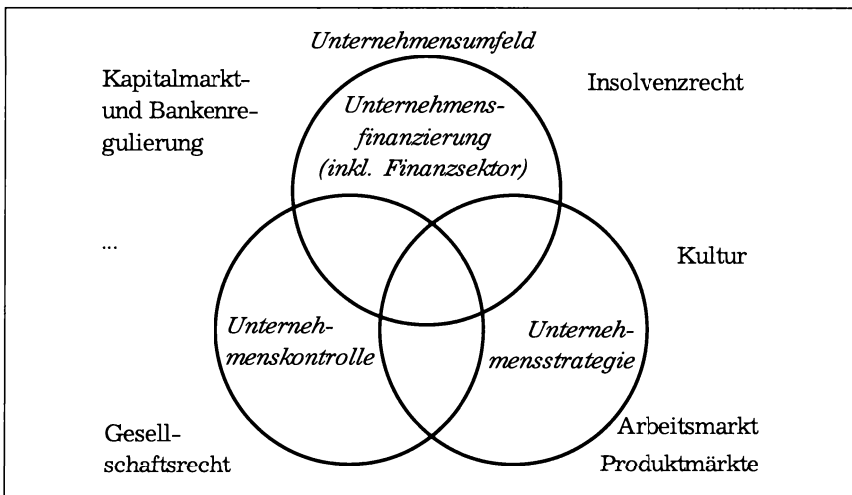 Unternehmensumfeld
Kapitalmarkt-
und Bankenre-
gulierung
Insolvenzrecht
Unternehmens-
finanzierung
(inkl. Finanzsektor)
...
Kultur
Unterneh-
menskontrolle
Unterneh-
mensstrategie
Gesell-
schaftsrecht
Arbeitsmarkt
Produktmärkte